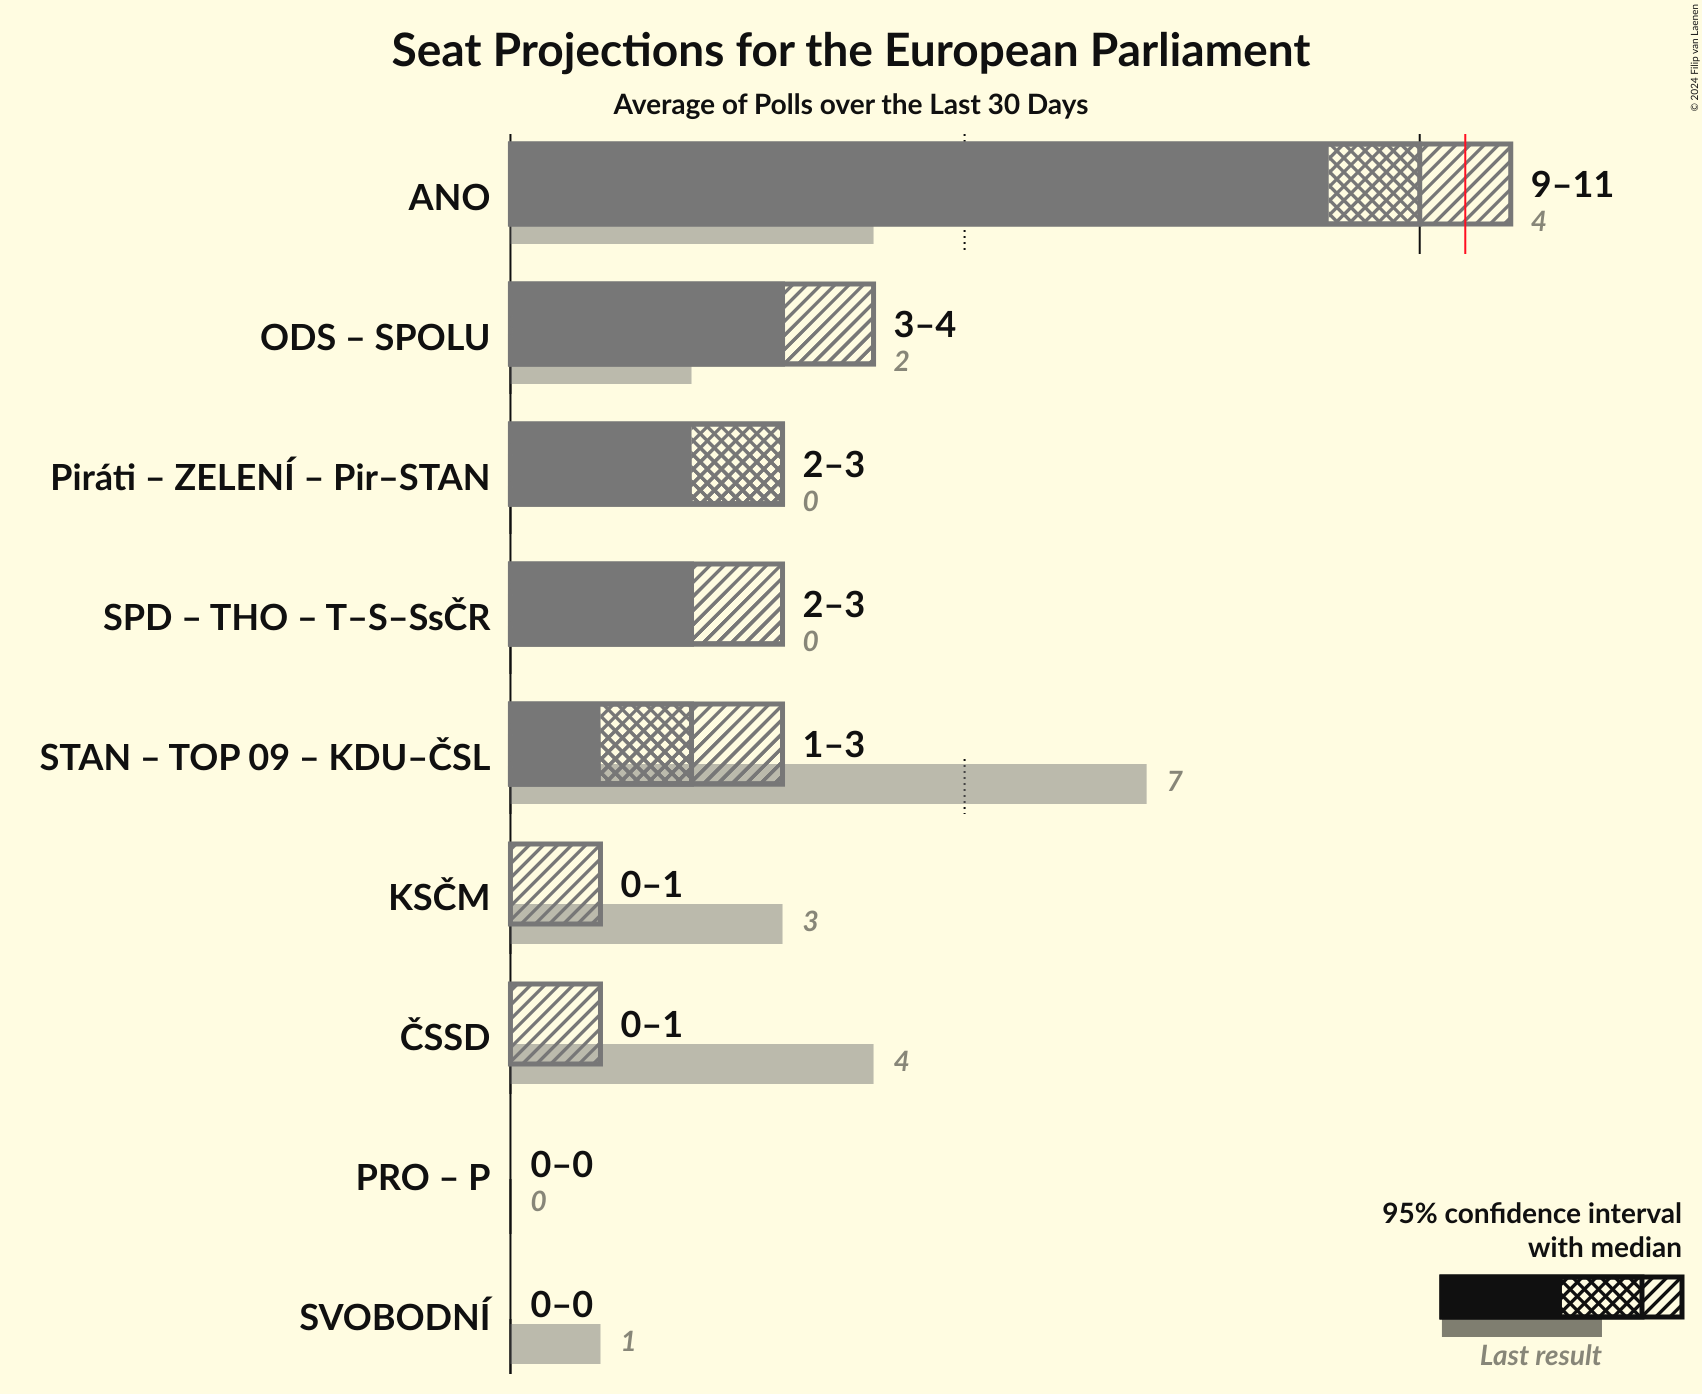 Seat Projections for the European Parliament
Average of Polls over the Last 30 Days
© 2024 Filip van Laenen
ANO
9–11
4
ODS – SPOLU
3–4
2
Piráti – ZELENÍ – Pir–STAN
2–3
0
SPD – THO – T–S–SsČR
2–3
0
STAN – TOP 09 – KDU–ČSL
1–3
7
KSČM
0–1
3
ČSSD
0–1
4
PRO – P
0–0
0
SVOBODNÍ
0–0
1
95% confidence interval
with median
Last result